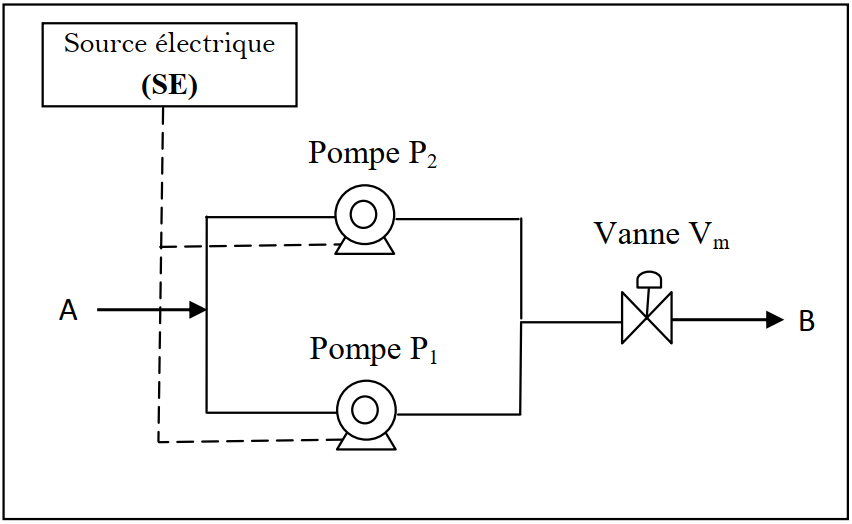 Source électrique
(SE)
Pompe P₂
Vanne Vₘ
A
B
Pompe P₁